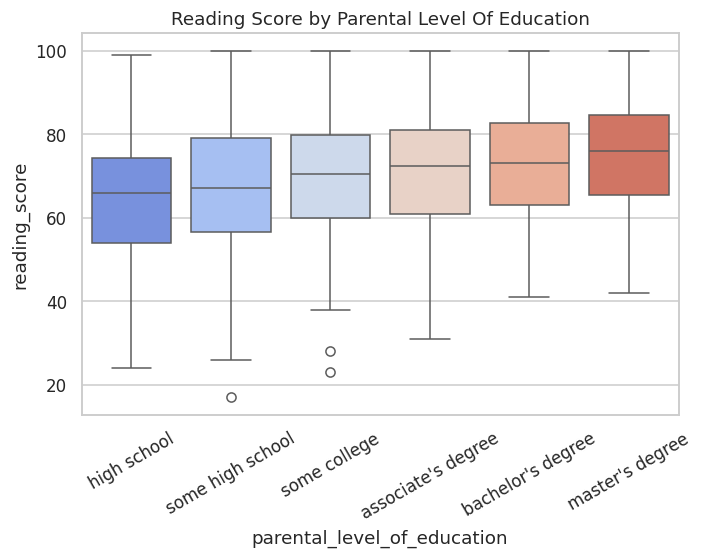 Reading Score by Parental Level Of Education
100
80
60
40
20
reading_score
high school
some high school
some college
associate's degree
bachelor's degree
master's degree
parental_level_of_education